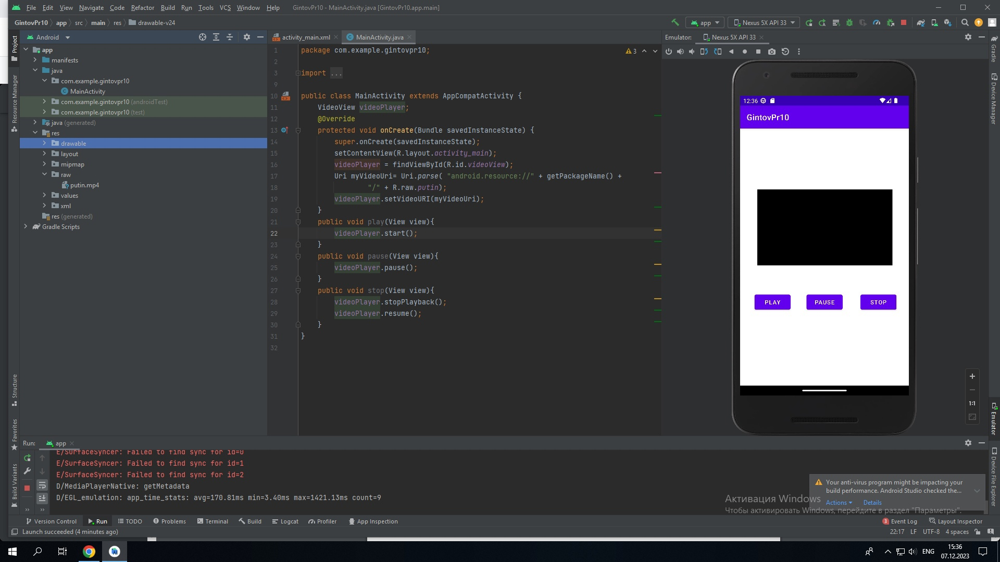 File Edit View Navigate Code Refactor Build Run Tools VCS Window Help GintovPr10 - MainActivity.java [GintovPr10.app.main]
GintovPr10 app src main res drawable-v24
app Nexus 5X API 33
Android
activity_main.xml MainActivity.java
Emulator: Nexus 5X API 33
Project
Resource Manager
Structure
Favorites
Build Variants
app
manifests
java
com.example.gintovpr10
MainActivity
com.example.gintovpr10 (androidTest)
com.example.gintovpr10 (test)
java (generated)
res
drawable
layout
mipmap
raw
putin.mp4
values
xml
res (generated)
Gradle Scripts
3
1 package com.example.gintovpr10;
2
3 import ...
9
10 public class MainActivity extends AppCompatActivity {
11 VideoView videoPlayer;
12 @Override
13 protected void onCreate(Bundle savedInstanceState) {
14 super.onCreate(savedInstanceState);
15 setContentView(R.layout.activity_main);
16 videoPlayer = findViewById(R.id.videoView);
17 Uri myVideoUri= Uri.parse( "android.resource://" + getPackageName() +
18 "/" + R.raw.putin);
19 videoPlayer.setVideoURI(myVideoUri);
20 }
21 public void play(View view){
22 videoPlayer.start();
23 }
24 public void pause(View view){
25 videoPlayer.pause();
26 }
27 public void stop(View view){
28 videoPlayer.stopPlayback();
29 videoPlayer.resume();
30 }
31 }
32
12:36
GintovPr10
PLAY PAUSE STOP
1:1
Gradle
Device Manager
Emulator
Device File Explorer
Run: app
E/SurfaceSyncer: Failed to find sync for id=0
E/SurfaceSyncer: Failed to find sync for id=1
E/SurfaceSyncer: Failed to find sync for id=2
D/MediaPlayerNative: getMetadata
D/EGL_emulation: app_time_stats: avg=170.81ms min=3.40ms max=1421.13ms count=9
Your anti-virus program might be impacting your
build performance. Android Studio checked the...
Actions Details
Активация Windows
Чтобы активировать Windows, перейдите в раздел "Параметры".
Version Control Run TODO Problems Terminal Build Logcat Profiler App Inspection
3 Event Log Layout Inspector
Launch succeeded (4 minutes ago)
22:17 LF UTF-8 4 spaces
ENG
15:36
07.12.2023